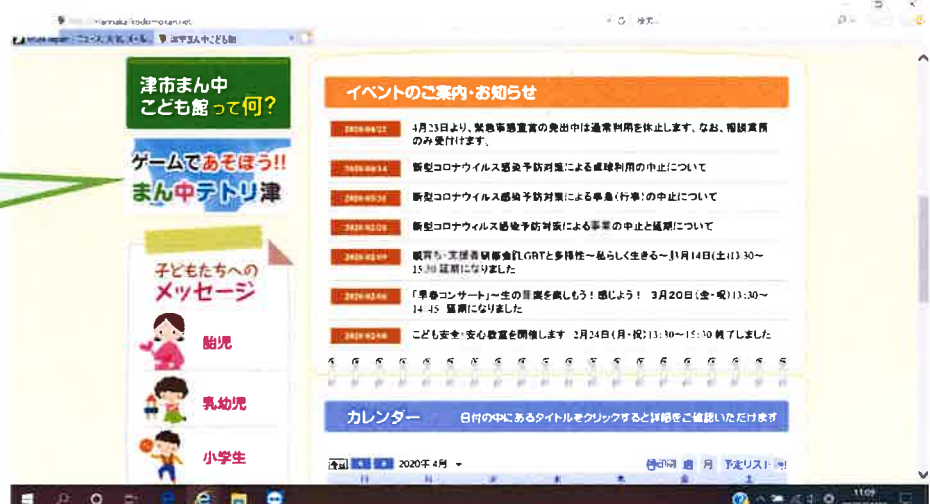 津市まん中こども館
津市まん中
こども館って何?
ゲームであそぼう!!
まん中テトリ津
子どもたちへの
メッセージ
胎児
乳幼児
小学生
イベントのご案内・お知らせ
4月23日より、緊急事態宣言の発出中は通常利用を休止します、なお、相談業務
のみ受付けます、
新型コロナウイルス感染予防対策による卓球利用の中止について
新型コロナウイルス感染予防対策による事業(行事)の中止について
新型コロナウィルス感染予防対策による事業の中止と延期について
支援者研修会『LGBTと多様性~私らしく生きる~』3月14日(土)13:30~
15:30 延期になりました
「早春コンサート」~生の音楽を楽しもう!感じよう! 3月20日(金・祝)13:30~
14:45 延期になりました
こども安全・安心教室を開催します 2月24日(月・祝)13:30~15:30 終了しました
カレンダー
日付の中にあるタイトルをクリックすると詳細をご確認いただけます
今日
2020年 4月
印刷 週 月 予定リスト
11:09